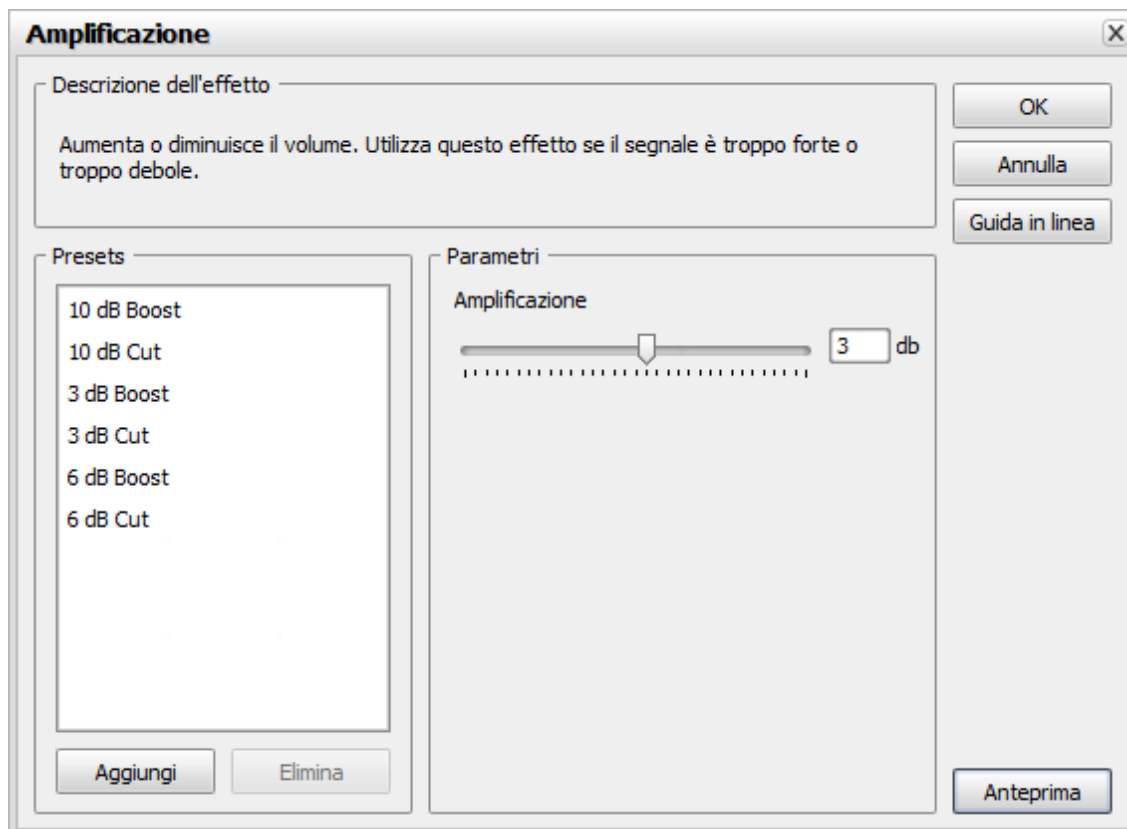 Amplificazione
Descrizione dell'effetto
Aumenta o diminuisce il volume. Utilizza questo effetto se il segnale è troppo forte o
troppo debole.
OK
Annulla
Guida in linea
Presets
10 dB Boost
10 dB Cut
3 dB Boost
3 dB Cut
6 dB Boost
6 dB Cut
Aggiungi
Elimina
Parametri
Amplificazione
3 db
Anteprima